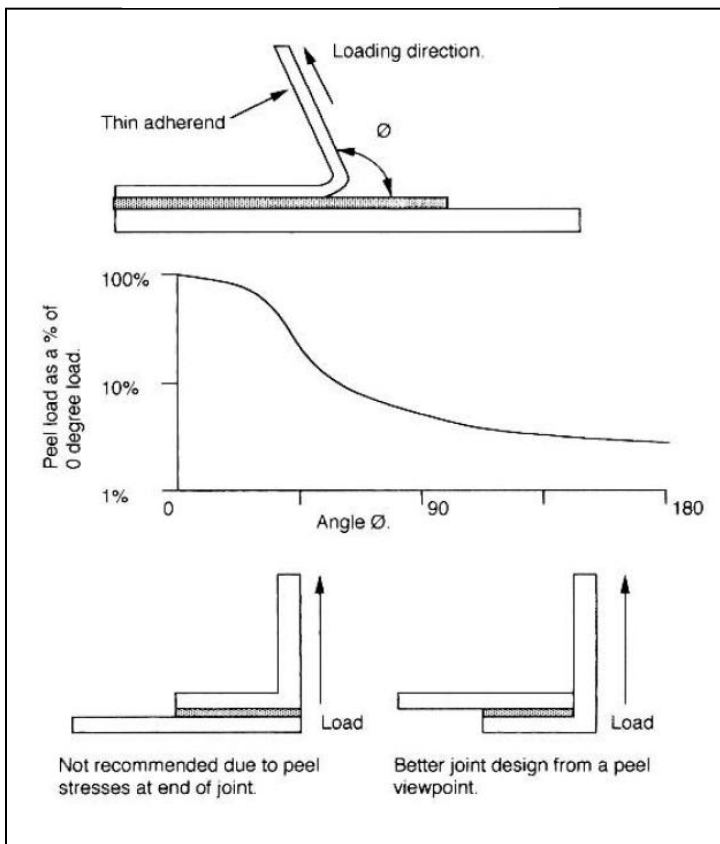 Loading direction.
Thin adherend
Ø
Peel load as a % of
0 degree load.
100%
10%
1%
0
90
180
Angle Ø.
Load
Load
Not recommended due to peel
stresses at end of joint.
Better joint design from a peel
viewpoint.